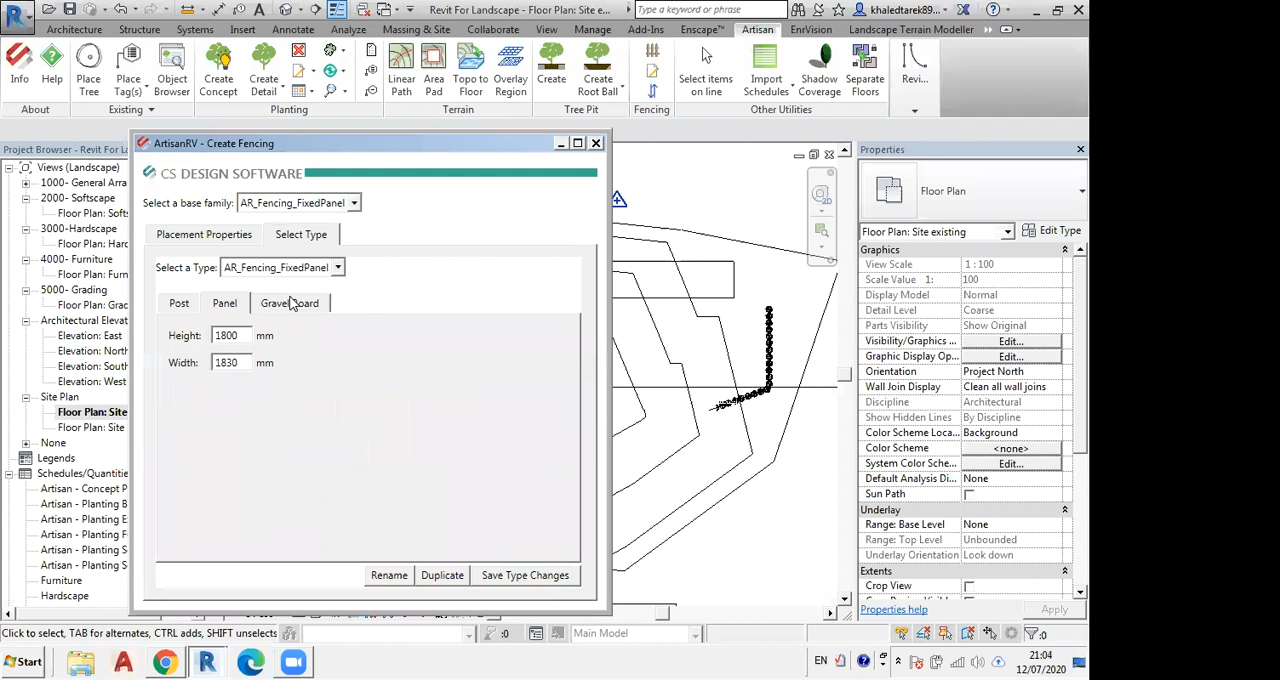 Revit For Landscape - Floor Plan: Site e...
Type a keyword or phrase
khaledtarek89...
Architecture Structure Systems Insert Annotate Analyze Massing & Site Collaborate View Manage Add-Ins Enscape™ Artisan EnVision Landscape Terrain Modeller
Info Help Place Tree Place Tag(s) Object Browser Create Concept Create Detail Linear Path Area Pad Topo to Floor Overlay Region Create Create Root Ball Select items on line Import Schedules Shadow Coverage Separate Floors Revi...
About Existing Planting Terrain Tree Pit Fencing Other Utilities
Project Browser - Revit For Lands
Views (Landscape)
1000- General Arra
2000- Softscape
Floor Plan: Soft
3000-Hardscape
Floor Plan: Har
4000- Furniture
Floor Plan: Furn
5000- Grading
Floor Plan: Grac
Architectural Elevat
Elevation: East
Elevation: North
Elevation: South
Elevation: West
Site Plan
Floor Plan: Site
Floor Plan: Site
None
Legends
Schedules/Quantitie
Artisan - Concept P
Artisan - Planting B
Artisan - Planting E
Artisan - Planting F
Artisan - Planting S
Artisan - Planting S
Furniture
Hardscape
ArtisanRV - Create Fencing
CS DESIGN SOFTWARE
Select a base family: AR_Fencing_FixedPanel
Placement Properties Select Type
Select a Type: AR_Fencing_FixedPanel
Post Panel Gravel Board
Height: 1800 mm
Width: 1830 mm
Rename Duplicate Save Type Changes
2D
Properties
Floor Plan
Floor Plan: Site existing Edit Type
Graphics
View Scale 1 : 100
Scale Value 1: 100
Display Model Normal
Detail Level Coarse
Parts Visibility Show Original
Visibility/Graphics ... Edit...
Graphic Display Op... Edit...
Orientation Project North
Wall Join Display Clean all wall joins
Discipline Architectural
Show Hidden Lines By Discipline
Color Scheme Loca... Background
Color Scheme <none>
System Color Sche... Edit...
Default Analysis Di... None
Sun Path
Underlay
Range: Base Level None
Range: Top Level Unbounded
Underlay Orientation Look down
Extents
Crop View
Properties help Apply
Click to select, TAB for alternates, CTRL adds, SHIFT unselects :0 Main Model :0
Start EN 21:04
12/07/2020